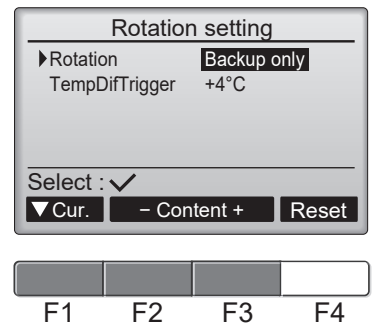 Rotation setting
▶Rotation Backup only
TempDifTrigger +4°C
Select : ✓
▼Cur. − Content + Reset
F1 F2 F3 F4